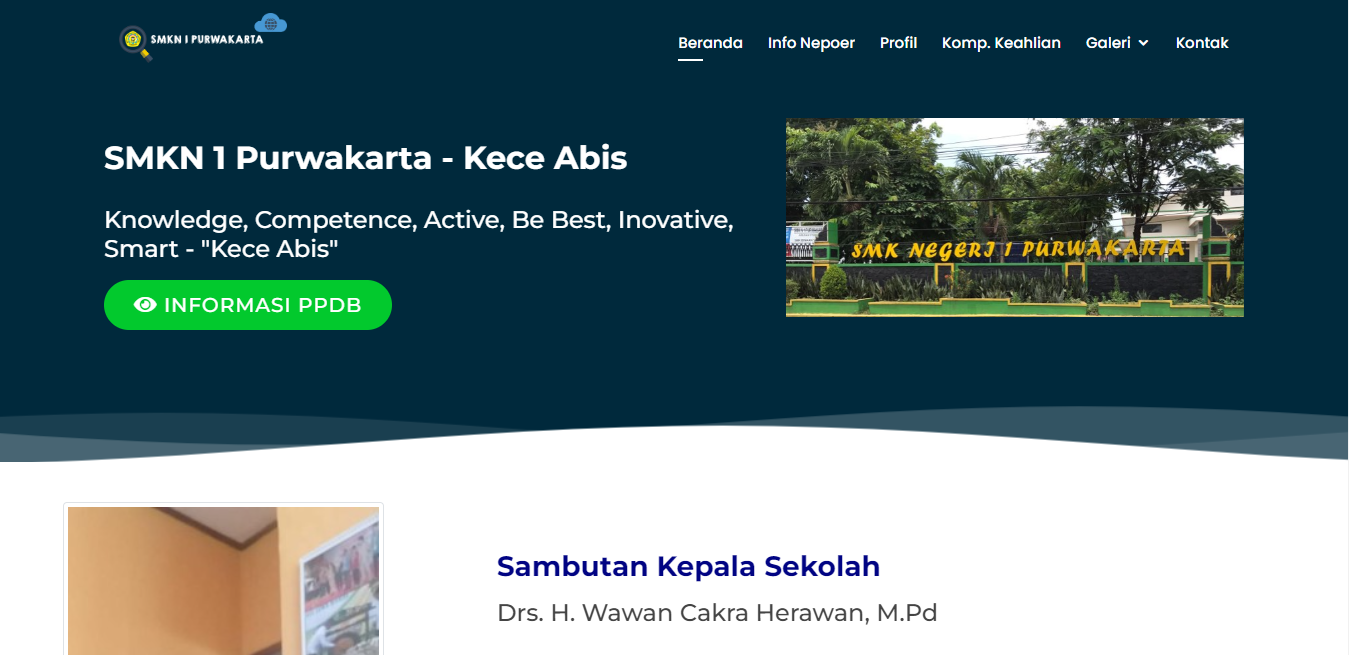 SMKN 1 PURWAKARTA
Beranda
Info Nepoer
Profil
Komp. Keahlian
Galeri
Kontak
SMKN 1 Purwakarta - Kece Abis
Knowledge, Competence, Active, Be Best, Inovative,
Smart - "Kece Abis"
INFORMASI PPDB
SMK NEGERI 1 PURWAKARTA
Sambutan Kepala Sekolah
Drs. H. Wawan Cakra Herawan, M.Pd